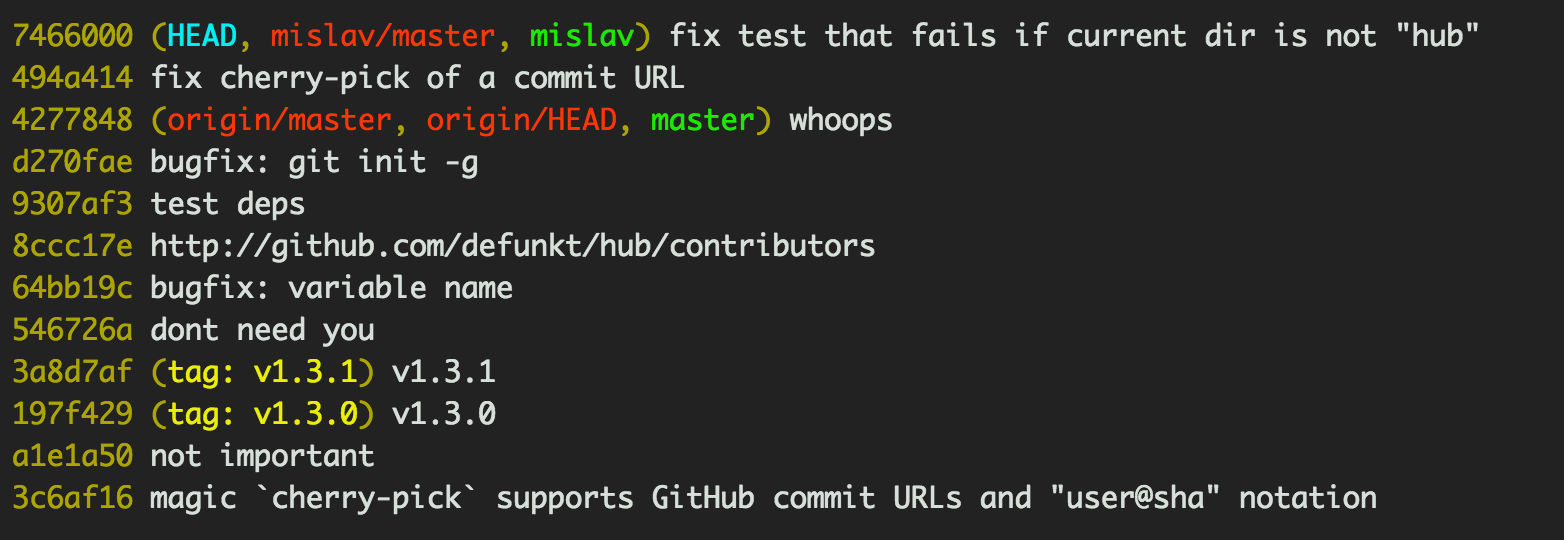 7466000 (HEAD, mislav/master, mislav) fix test that fails if current dir is not "hub"
494a414 fix cherry-pick of a commit URL
4277848 (origin/master, origin/HEAD, master) whoops
d270fae bugfix: git init -g
9307af3 test deps
8ccc17e http://github.com/defunkt/hub/contributors
64bb19c bugfix: variable name
546726a dont need you
3a8d7af (tag: v1.3.1) v1.3.1
197f429 (tag: v1.3.0) v1.3.0
a1e1a50 not important
3c6af16 magic `cherry-pick` supports GitHub commit URLs and "user@sha" notation